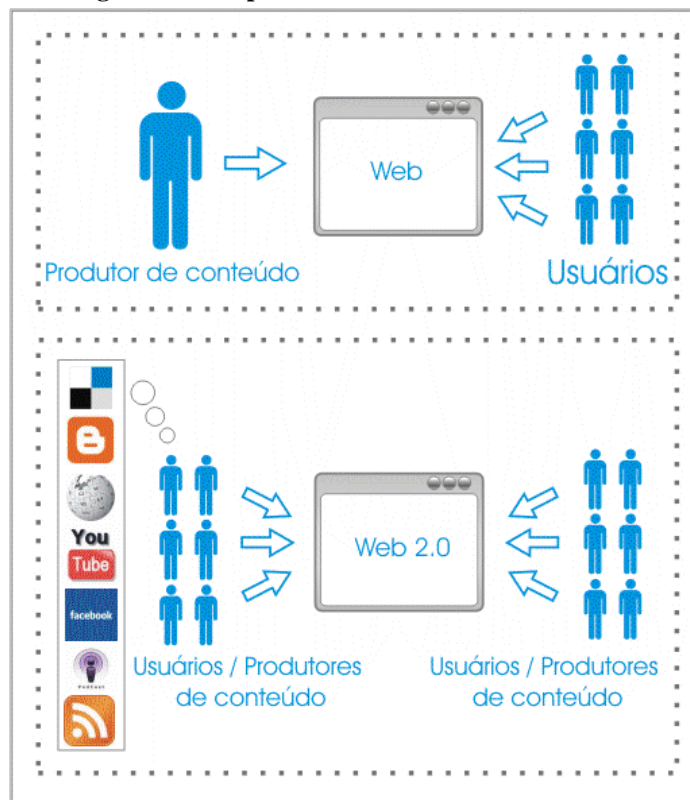 Web
Produtor de conteúdo
Usuários
You
Tube
facebook
Podcast
Web 2.0
Usuários / Produtores
de conteúdo
Usuários / Produtores
de conteúdo